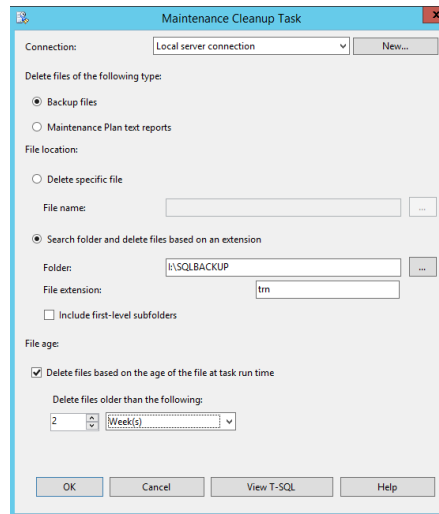 Maintenance Cleanup Task
x
Connection: Local server connection New...
Delete files of the following type:
Backup files
Maintenance Plan text reports
File location:
Delete specific file
File name: ...
Search folder and delete files based on an extension
Folder: I:\SQLBACKUP ...
File extension: trn
Include first-level subfolders
File age:
Delete files based on the age of the file at task run time
Delete files older than the following:
2 Week(s)
OK Cancel View T-SQL Help